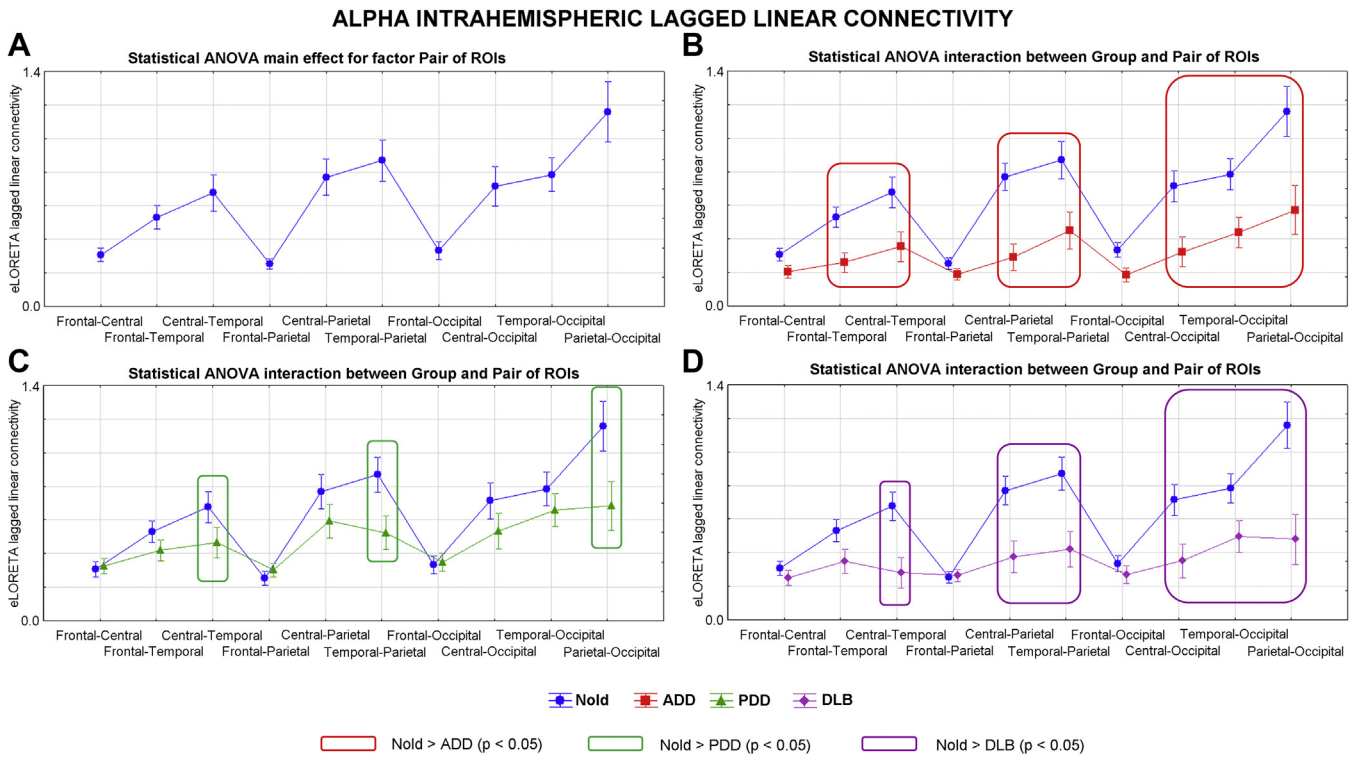 ALPHA INTRAHEMISPHERIC LAGGED LINEAR CONNECTIVITY
A
Statistical ANOVA main effect for factor Pair of ROIs
1.4
eLORETA lagged linear connectivity
0.0
Frontal-Central Central-Temporal Central-Parietal Frontal-Occipital Temporal-Occipital
Frontal-Temporal Frontal-Parietal Temporal-Parietal Central-Occipital Parietal-Occipital
B
Statistical ANOVA interaction between Group and Pair of ROIs
1.4
eLORETA lagged linear connectivity
0.0
Frontal-Central Central-Temporal Central-Parietal Frontal-Occipital Temporal-Occipital
Frontal-Temporal Frontal-Parietal Temporal-Parietal Central-Occipital Parietal-Occipital
C
Statistical ANOVA interaction between Group and Pair of ROIs
1.4
eLORETA lagged linear connectivity
0.0
Frontal-Central Central-Temporal Central-Parietal Frontal-Occipital Temporal-Occipital
Frontal-Temporal Frontal-Parietal Temporal-Parietal Central-Occipital Parietal-Occipital
D
Statistical ANOVA interaction between Group and Pair of ROIs
1.4
eLORETA lagged linear connectivity
0.0
Frontal-Central Central-Temporal Central-Parietal Frontal-Occipital Temporal-Occipital
Frontal-Temporal Frontal-Parietal Temporal-Parietal Central-Occipital Parietal-Occipital
Nold ADD PDD DLB
Nold > ADD (p < 0.05) Nold > PDD (p < 0.05) Nold > DLB (p < 0.05)